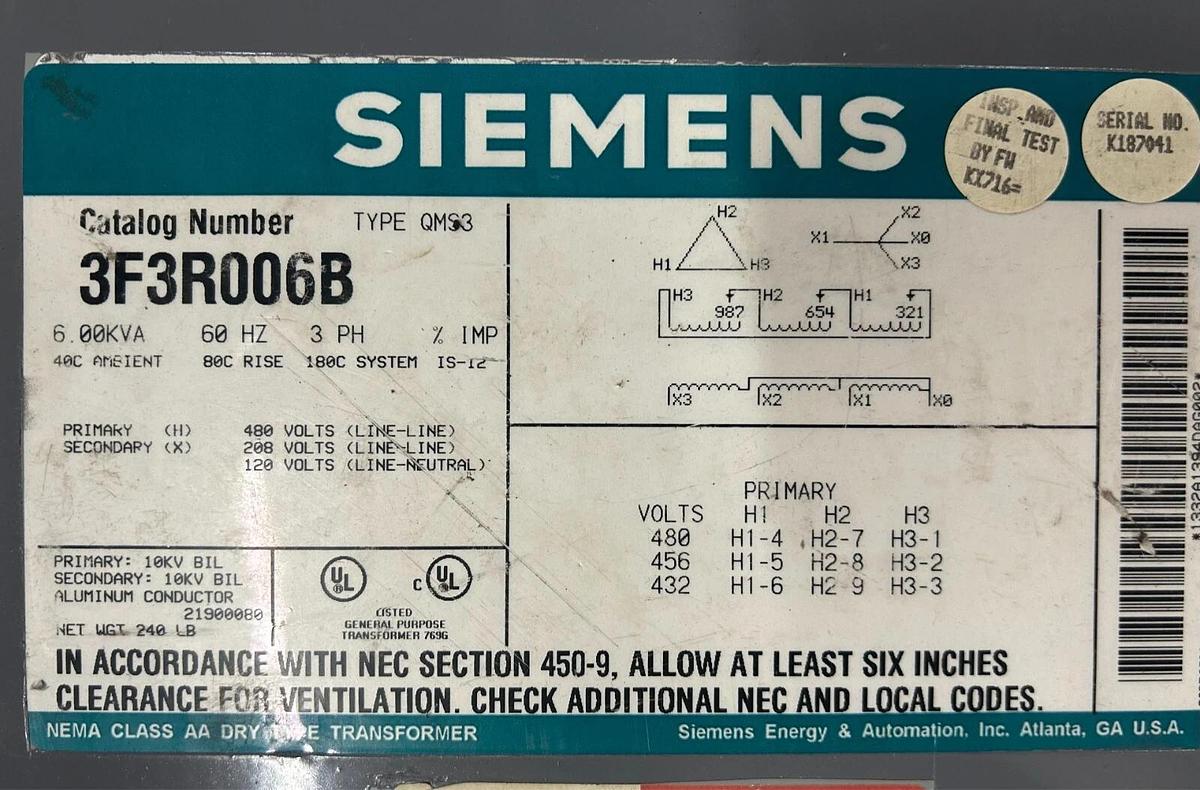 SIEMENS
INSP AND
FINAL TEST
BY FW
KX716=
SERIAL NO.
K187041
Catalog Number TYPE QMS3
3F3R006B
6.00KVA 60 HZ 3 PH % IMP
40C AMBIENT 80C RISE 180C SYSTEM IS-12
PRIMARY (H) 480 VOLTS (LINE-LINE)
SECONDARY (X) 208 VOLTS (LINE-LINE)
120 VOLTS (LINE-NEUTRAL)
PRIMARY: 10KV BIL
SECONDARY: 10KV BIL
ALUMINUM CONDUCTOR
21900080
NET WGT 240 LB
UL
c UL
LISTED
GENERAL PURPOSE
TRANSFORMER 769G
H2
H1 H3
X2
X1 X0
X3
H3 H2 H1
987 654 321
X3 X2 X1 X0
PRIMARY
VOLTS H1 H2 H3
480 H1-4 H2-7 H3-1
456 H1-5 H2-8 H3-2
432 H1-6 H2 9 H3-3
IN ACCORDANCE WITH NEC SECTION 450-9, ALLOW AT LEAST SIX INCHES
CLEARANCE FOR VENTILATION. CHECK ADDITIONAL NEC AND LOCAL CODES.
NEMA CLASS AA DRY TYPE TRANSFORMER
Siemens Energy & Automation, Inc. Atlanta, GA U.S.A.